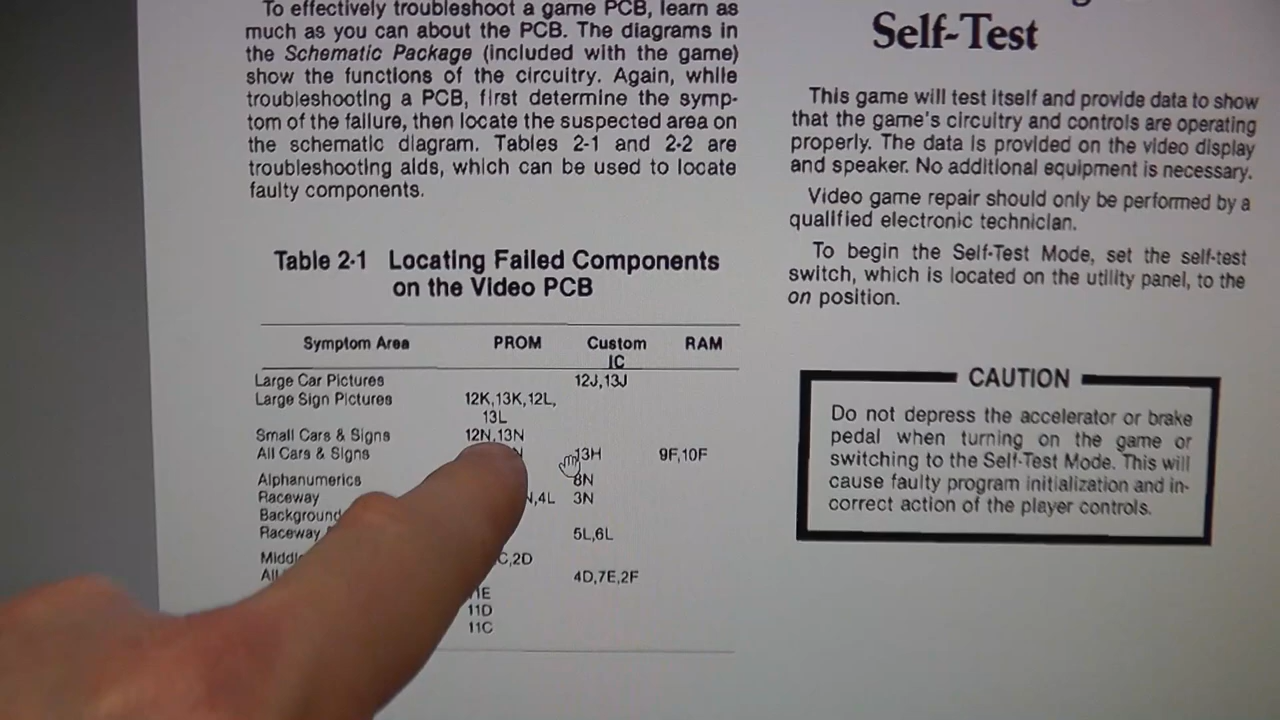 To effectively troubleshoot a game PCB, learn as
much as you can about the PCB. The diagrams in
the Schematic Package (included with the game)
show the functions of the circuitry. Again, while
troubleshooting a PCB, first determine the symp-
tom of the failure, then locate the suspected area on
the schematic diagram. Tables 2-1 and 2-2 are
troubleshooting aids, which can be used to locate
faulty components.
Table 2-1 Locating Failed Components
on the Video PCB
Symptom Area PROM Custom IC RAM
Large Car Pictures 12J,13J
Large Sign Pictures 12K,13K,12L,
13L
Small Cars & Signs 12N,13N
All Cars & Signs 13H 9F,10F
Alphanumerics 8N
Raceway 4L 3N
Background
Raceway 5L,6L
2D
All 4D,7E,2F
11D
11C
Self-Test
This game will test itself and provide data to show
that the game's circuitry and controls are operating
properly. The data is provided on the video display
and speaker. No additional equipment is necessary.
Video game repair should only be performed by a
qualified electronic technician.
To begin the Self-Test Mode, set the self-test
switch, which is located on the utility panel, to the
on position.
CAUTION
Do not depress the accelerator or brake
pedal when turning on the game or
switching to the Self-Test Mode. This will
cause faulty program initialization and in-
correct action of the player controls.